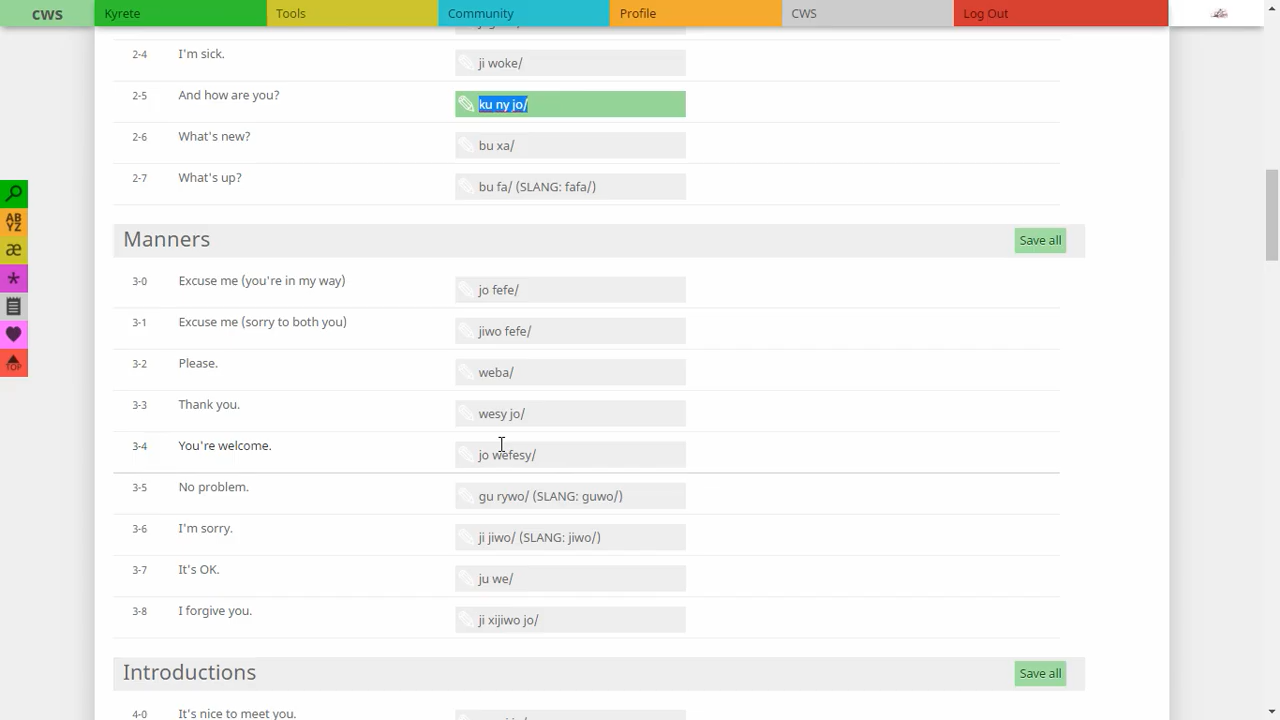 CWS Kyrete Tools Community Profile CWS Log Out
2-4 I'm sick. ji woke/
2-5 And how are you? ku ny jo/
2-6 What's new? bu xa/
2-7 What's up? bu fa/ (SLANG: fafa/)
AB
YZ
æ
*
TOP
Manners Save all
3-0 Excuse me (you're in my way) jo fefe/
3-1 Excuse me (sorry to both you) jiwo fefe/
3-2 Please. weba/
3-3 Thank you. wesy jo/
3-4 You're welcome. jo wefesy/
3-5 No problem. gu rywo/ (SLANG: guwo/)
3-6 I'm sorry. ji jiwo/ (SLANG: jiwo/)
3-7 It's OK. ju we/
3-8 I forgive you. ji xijiwo jo/
Introductions Save all
4-0 It's nice to meet you.